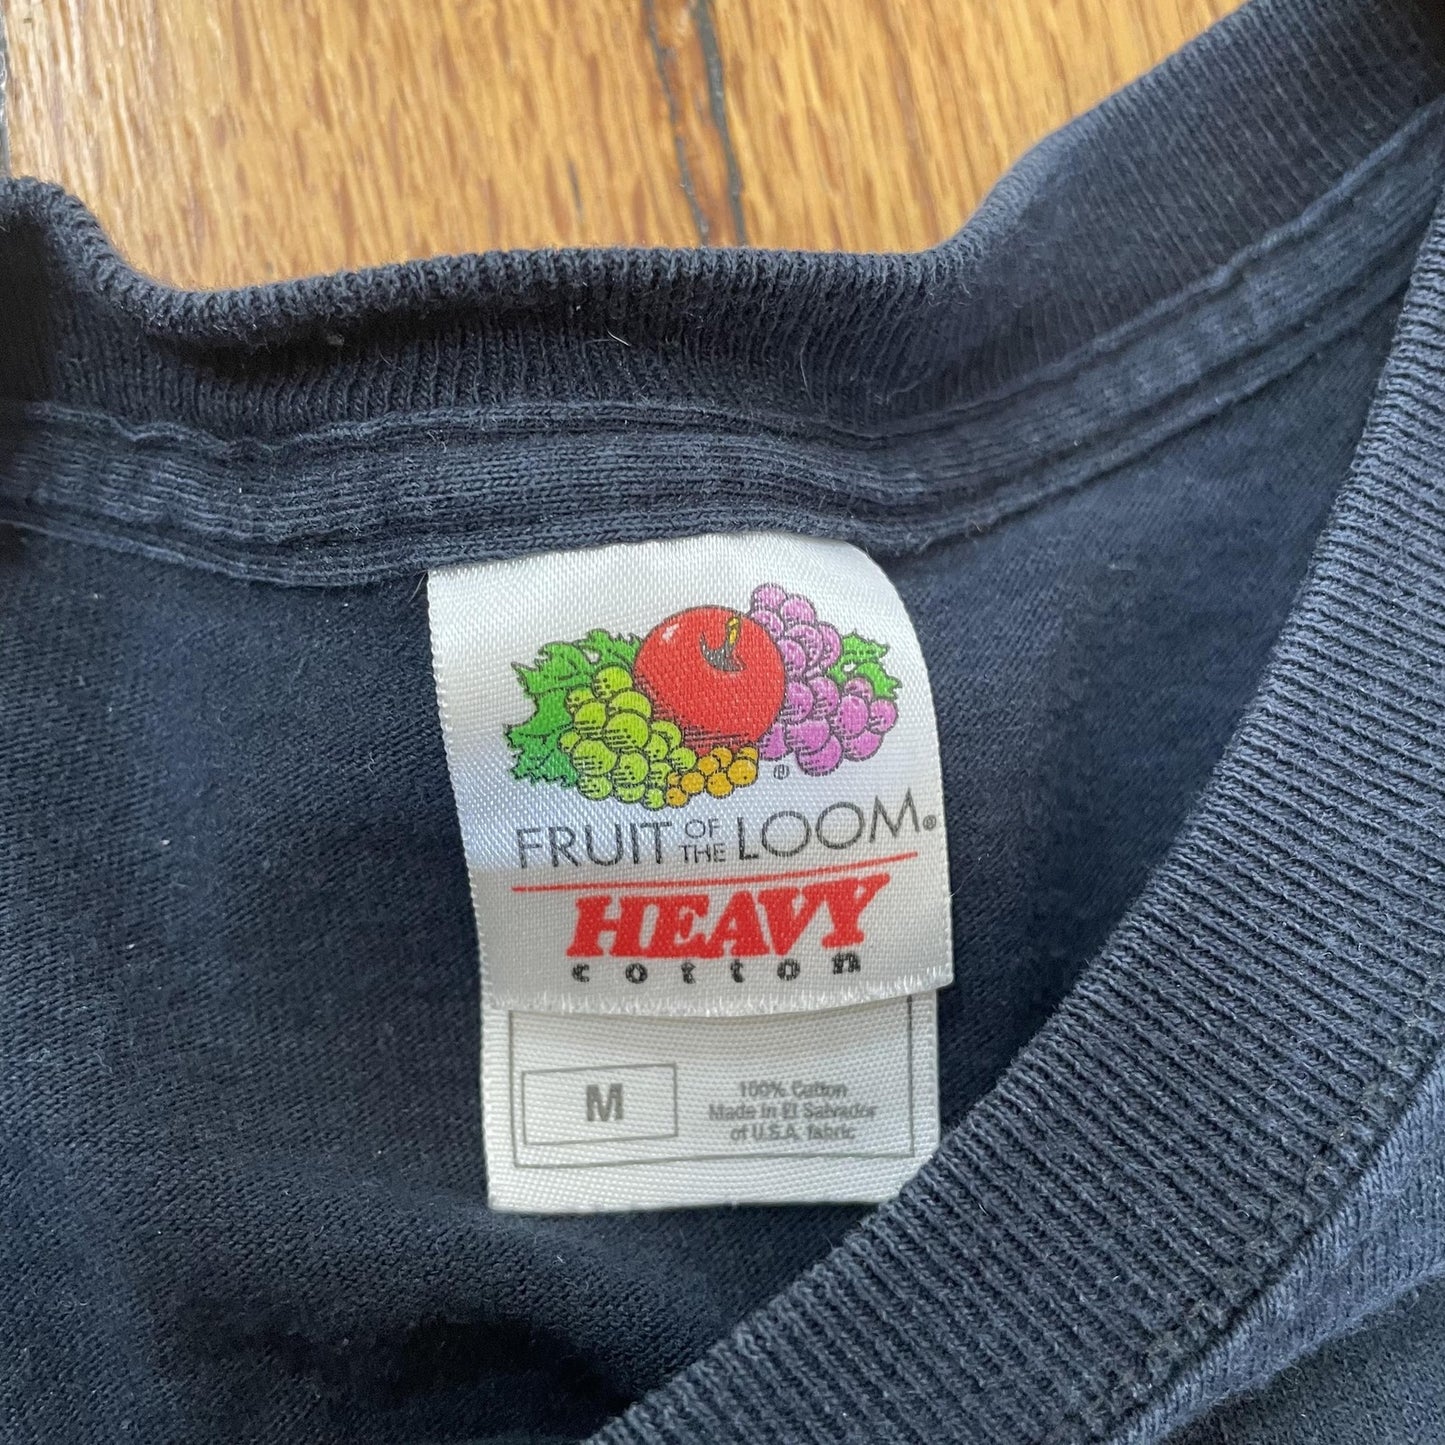 ®
FRUIT OF THE LOOM®
HEAVY
cotton
M
100% Cotton
Made in El Salvador
of U.S.A. fabric